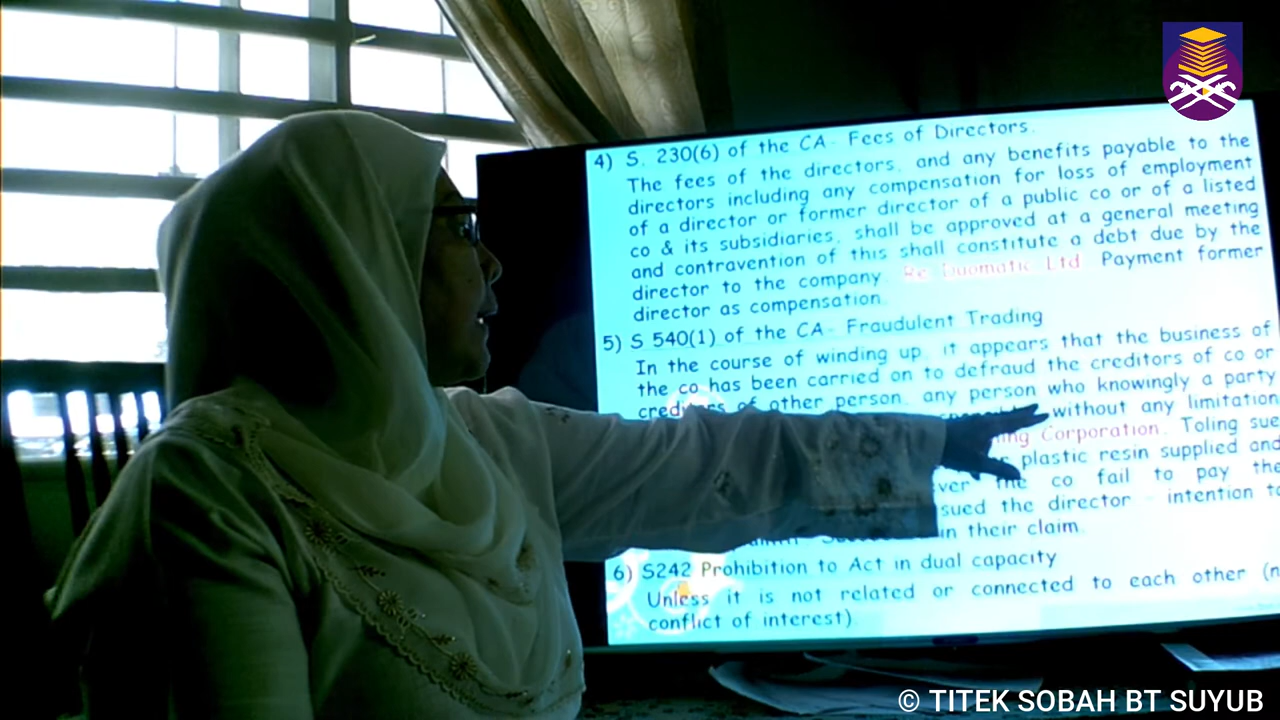 4) S. 230(6) of the CA- Fees of Directors.
The fees of the directors, and any benefits payable to the
directors including any compensation for loss of employment
of a director or former director of a public co or of a listed
co & its subsidiaries, shall be approved at a general meeting
and contravention of this shall constitute a debt due by the
director to the company. Re Duomatic Ltd. Payment former
director as compensation.
5) S 540(1) of the CA- Fraudulent Trading
In the course of winding up, it appears that the business of
the co has been carried on to defraud the creditors of co or
of other person, any person who knowingly a party
without any limitation
Corporation. Toling sue
plastic resin supplied and
the co fail to pay the
sued the director - intention to
in their claim.
6) S242 Prohibition to Act in dual capacity
Unless it is not related or connected to each other (n
conflict of interest)
© TITEK SOBAH BT SUYUB